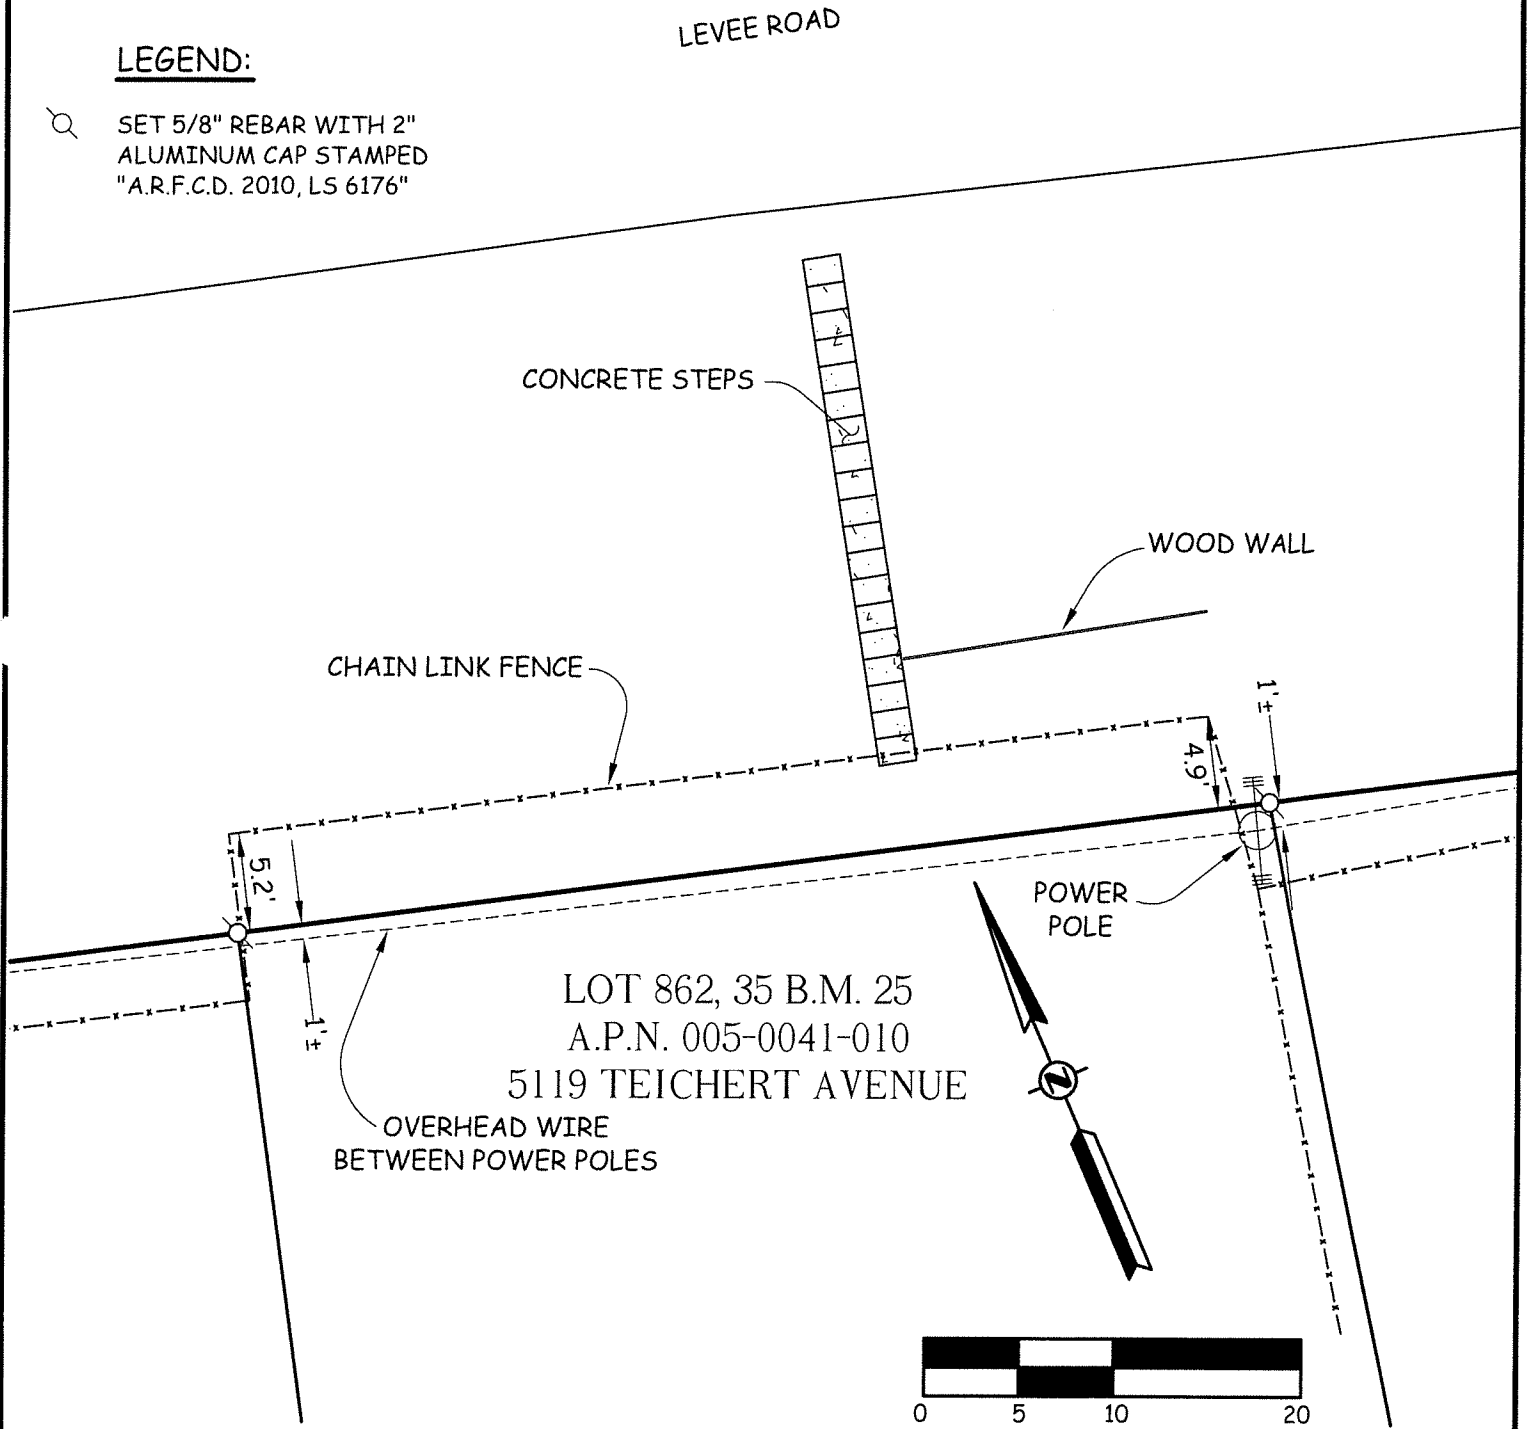 LEVEE ROAD
LEGEND:
SET 5/8" REBAR WITH 2"
ALUMINUM CAP STAMPED
"A.R.F.C.D. 2010, LS 6176"
CONCRETE STEPS
WOOD WALL
CHAIN LINK FENCE
1'±
4.9'
5.2'
POWER
POLE
1'±
LOT 862, 35 B.M. 25
A.P.N. 005-0041-010
5119 TEICHERT AVENUE
N
OVERHEAD WIRE
BETWEEN POWER POLES
0 5 10 20